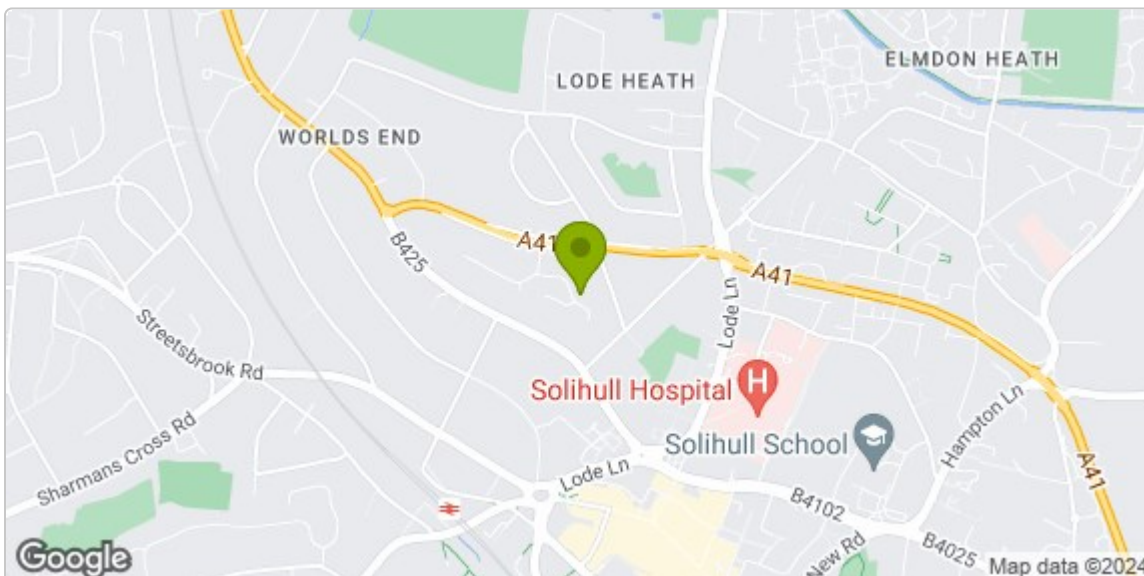 ELMDON HEATH
LODE HEATH
WORLDS END
A41
B425
A41
Lode Ln
Streetsbrook Rd
Solihull Hospital
H
Hampton Ln
Sharmans Cross Rd
Solihull School
A41
Lode Ln
B4102
B4025
New Rd
Google
Map data ©2024